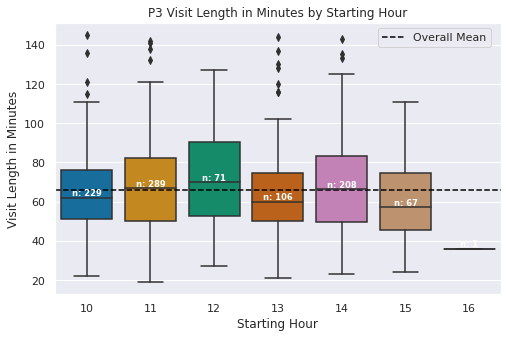 P3 Visit Length in Minutes by Starting Hour
Overall Mean
Visit Length in Minutes
140
120
100
80
60
40
20
n: 229
n: 289
n: 71
n: 106
n: 208
n: 67
10
11
12
13
14
15
16
Starting Hour